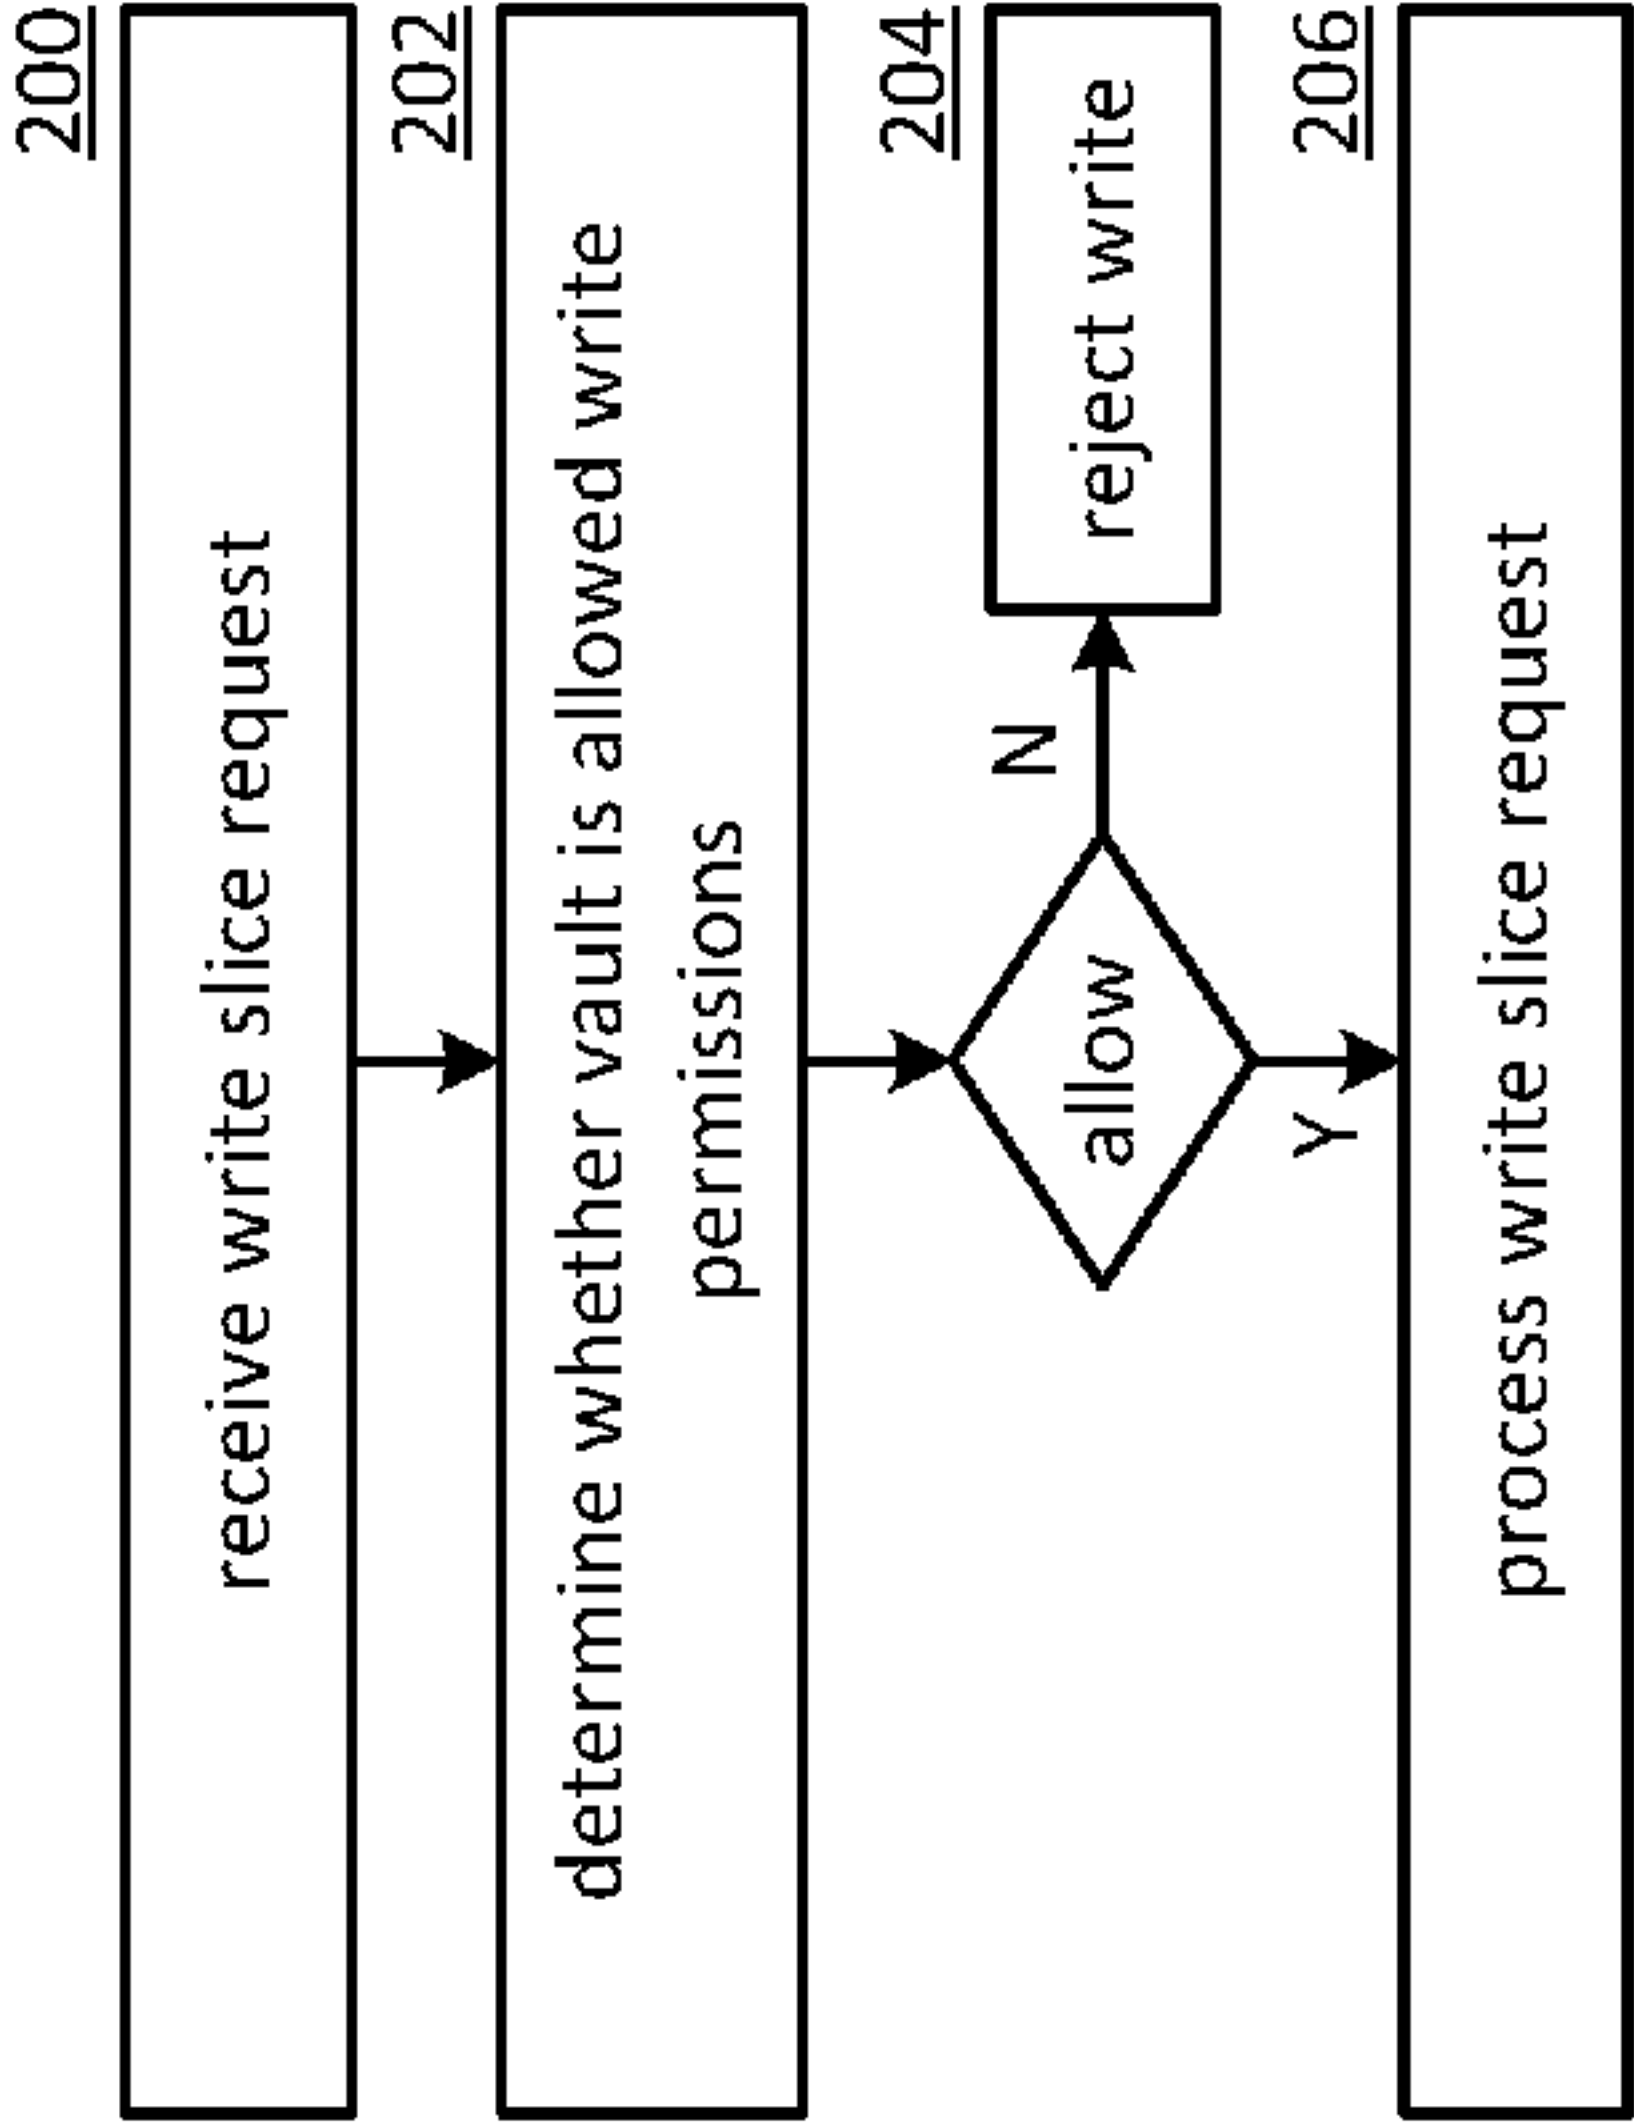 200
receive write slice request
202
determine whether vault is allowed write
permissions
204
allow
N
reject write
Y
206
process write slice request